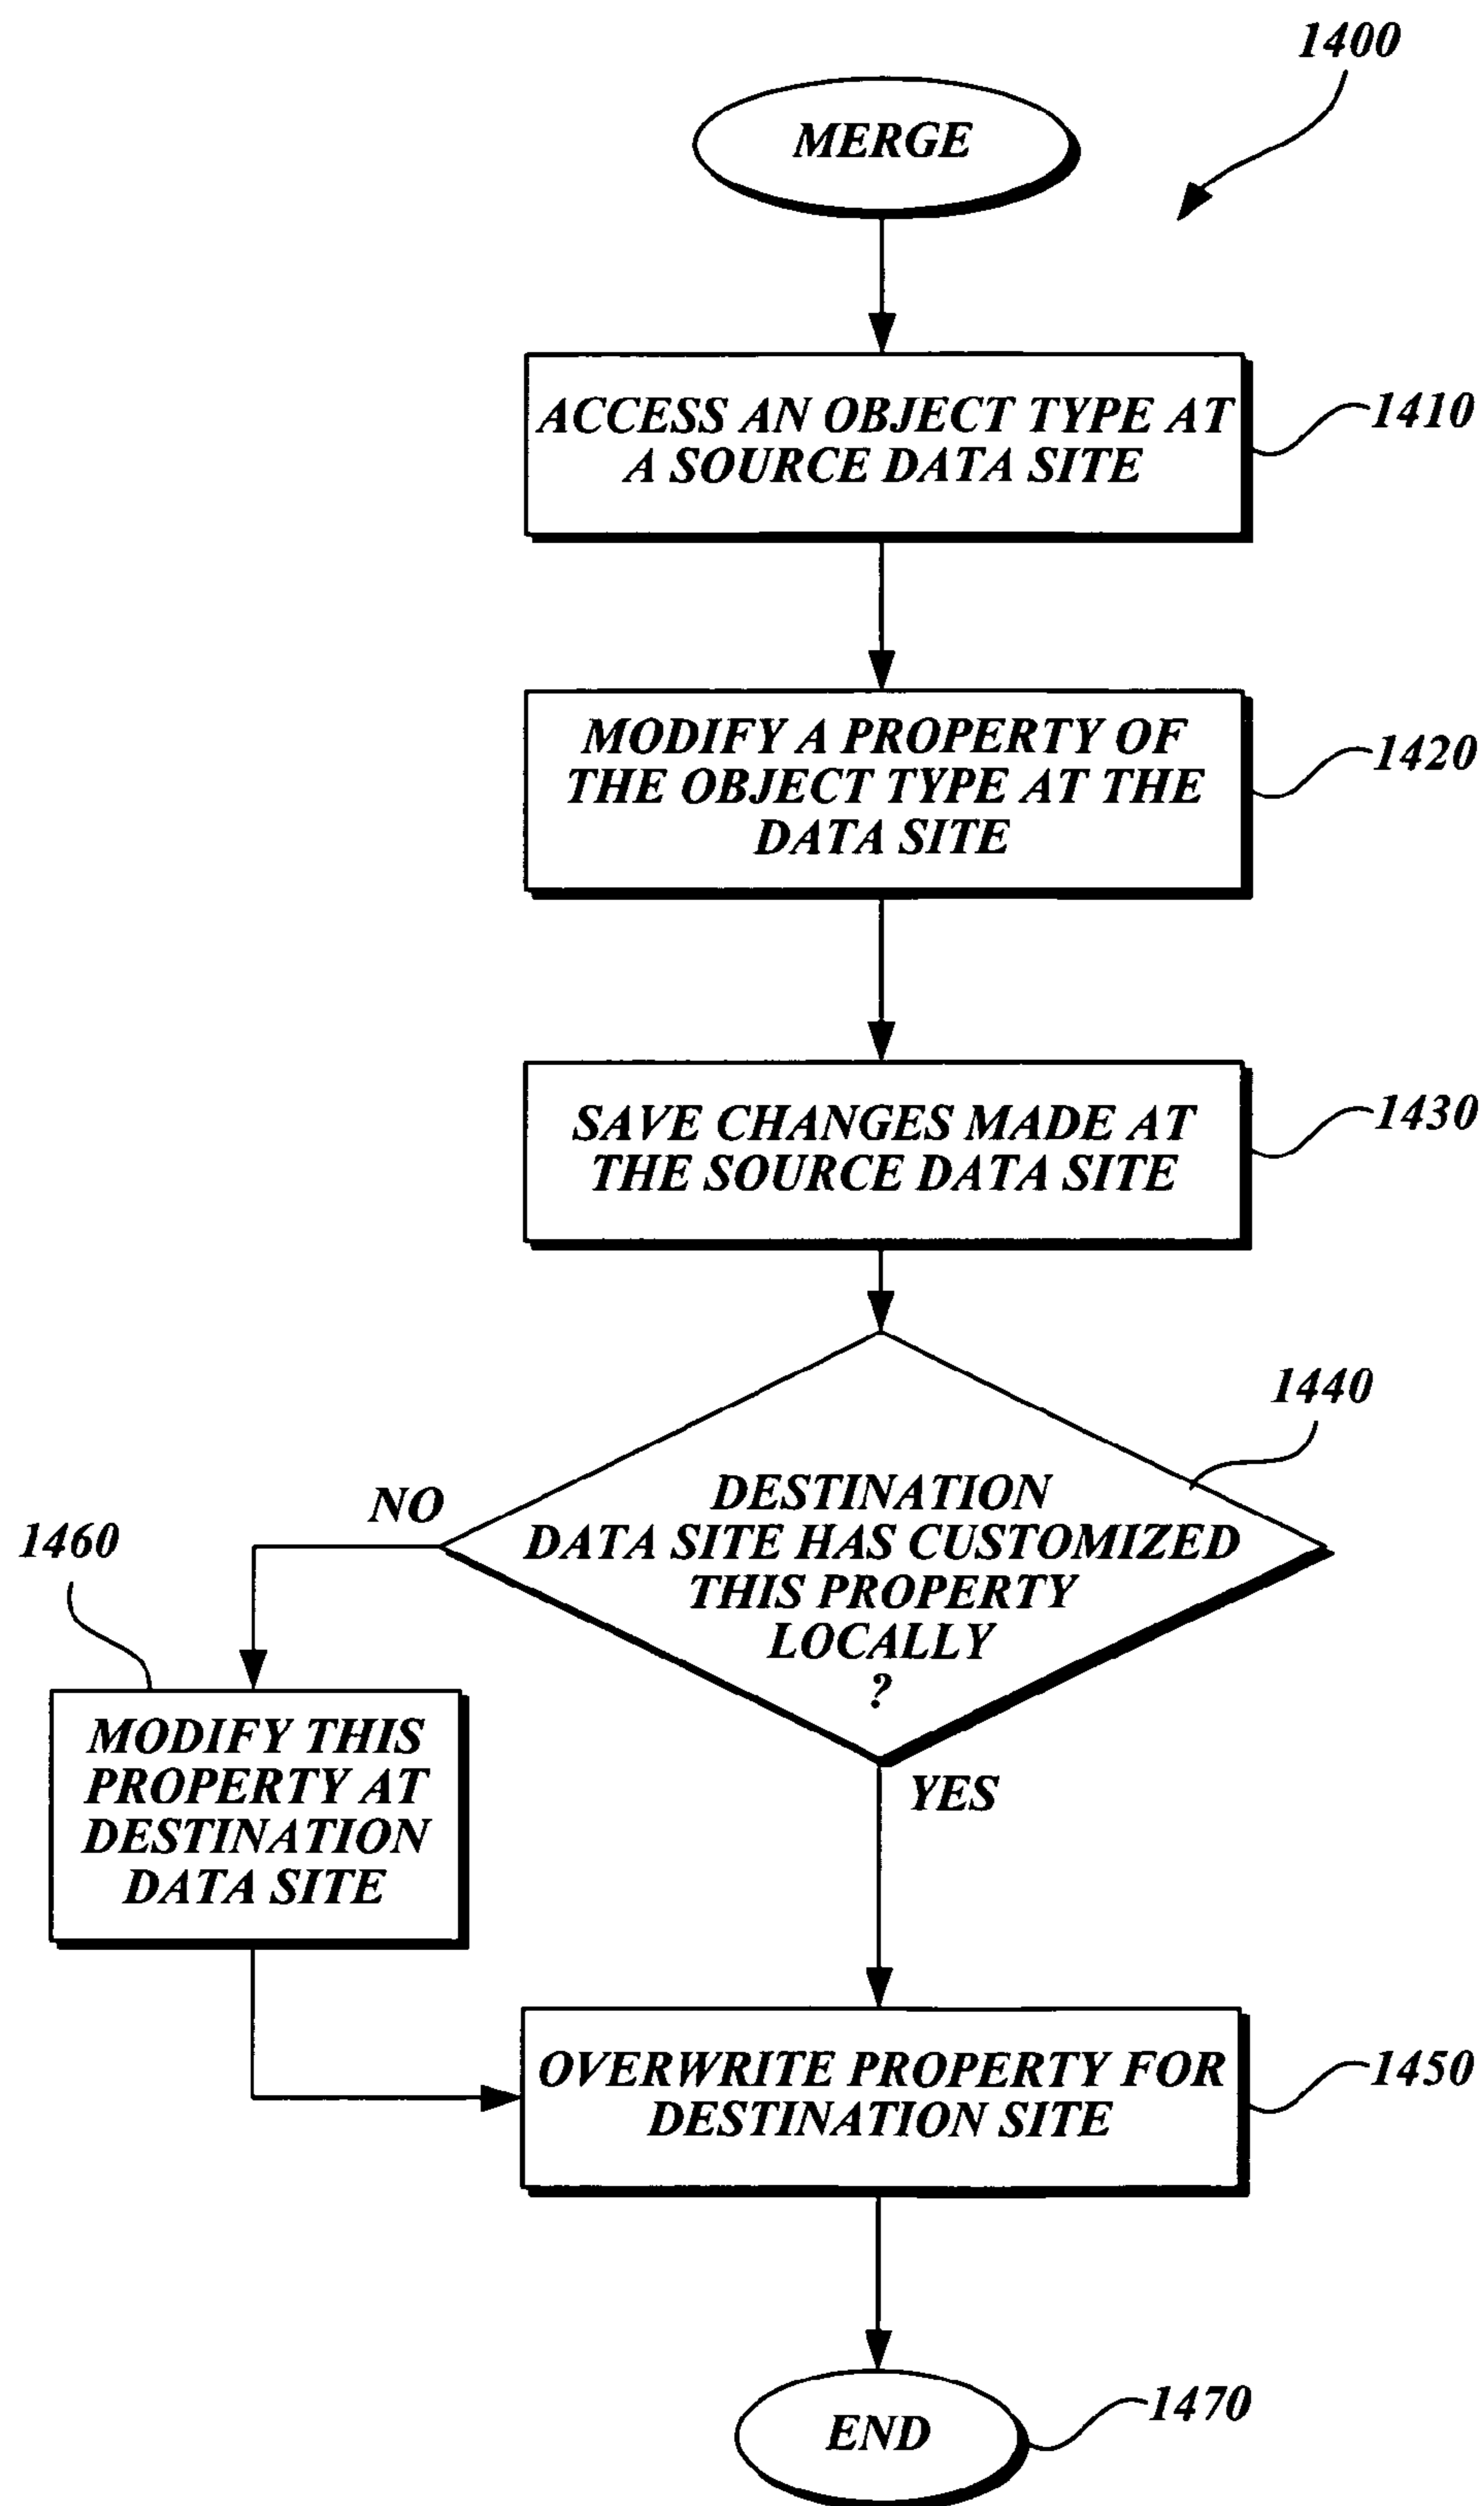 1400
MERGE
ACCESS AN OBJECT TYPE AT
A SOURCE DATA SITE
1410
MODIFY A PROPERTY OF
THE OBJECT TYPE AT THE
DATA SITE
1420
SAVE CHANGES MADE AT
THE SOURCE DATA SITE
1430
1440
DESTINATION
DATA SITE HAS CUSTOMIZED
THIS PROPERTY
LOCALLY
?
NO
1460
MODIFY THIS
PROPERTY AT
DESTINATION
DATA SITE
YES
OVERWRITE PROPERTY FOR
DESTINATION SITE
1450
END
1470